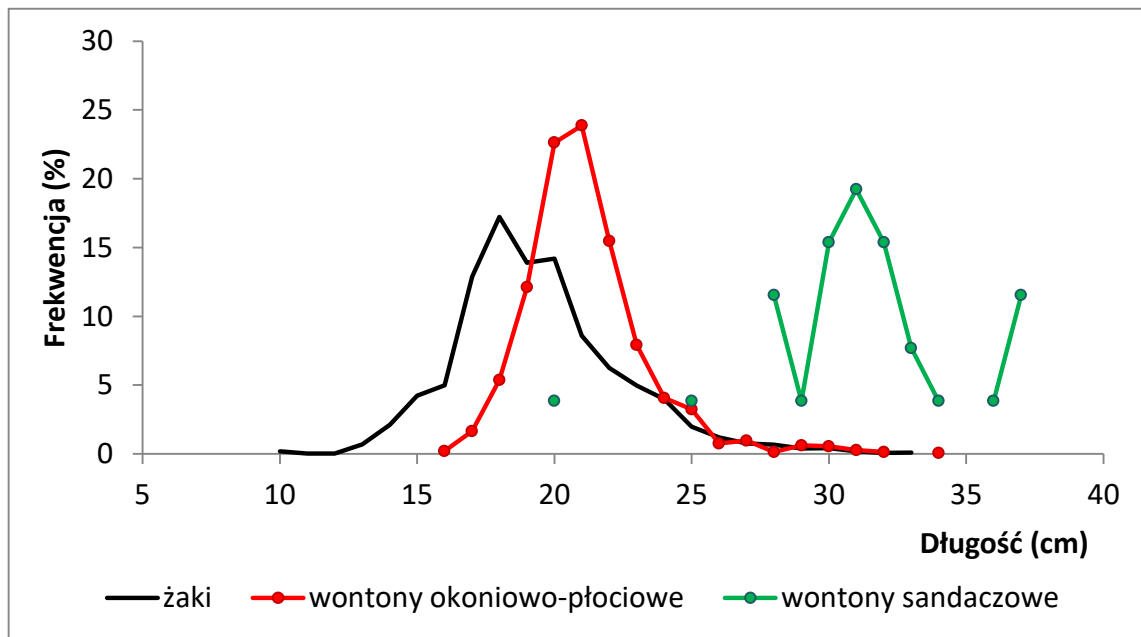 Frekwencja (%)
30
25
20
15
10
5
0
5 10 15 20 25 30 35 40
Długość (cm)
żaki wontony okoniowo-płociowe wontony sandaczowe